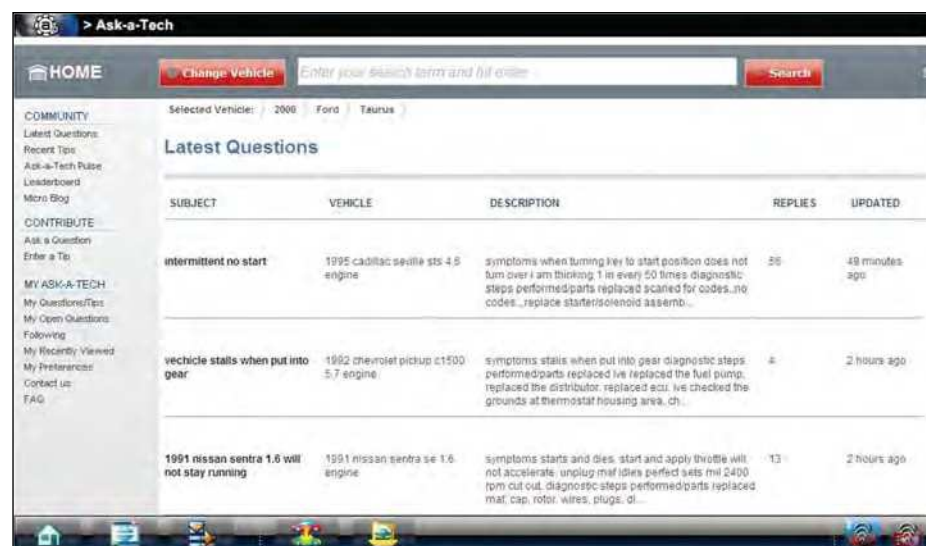 > Ask-a-Tech
HOME
Change Vehicle
Enter your search term and hit enter
Search
COMMUNITY
Latest Questions
Recent Tips
Ask-a-Tech Pulse
Leaderboard
Micro Blog
CONTRIBUTE
Ask a Question
Enter a Tip
MY ASK-A-TECH
My Questions/Tips
My Open Questions
Following
My Recently Viewed
My Preferences
Contact us
FAQ
Selected Vehicle: / 2000 / Ford / Taurus /
Latest Questions
SUBJECT VEHICLE DESCRIPTION REPLIES UPDATED
intermittent no start
1995 cadillac seville sts 4.6
engine
symptoms when turning key to start position does not
turn over i am thinking 1 in every 50 times diagnostic
steps performed/parts replaced scaned for codes..no
codes...replace starter/solenoid assemb...
56
49 minutes
ago
vechicle stalls when put into
gear
1992 chevrolet pickup c1500
5.7 engine
symptoms stalls when put into gear diagnostic steps
performed/parts replaced ive replaced the fuel pump,
replaced the distributor, replaced ecu. ive checked the
grounds at thermostat housing area, ch...
4
2 hours ago
1991 nissan sentra 1.6 will
not stay running
1991 nissan sentra se 1.6
engine
symptoms starts and dies, start and apply throttle will
not accelerate. unplug maf idles perfect sets mil 2400
rpm cut out. diagnostic steps performed/parts replaced
maf, cap, rotor, wires, plugs, di...
13
2 hours ago